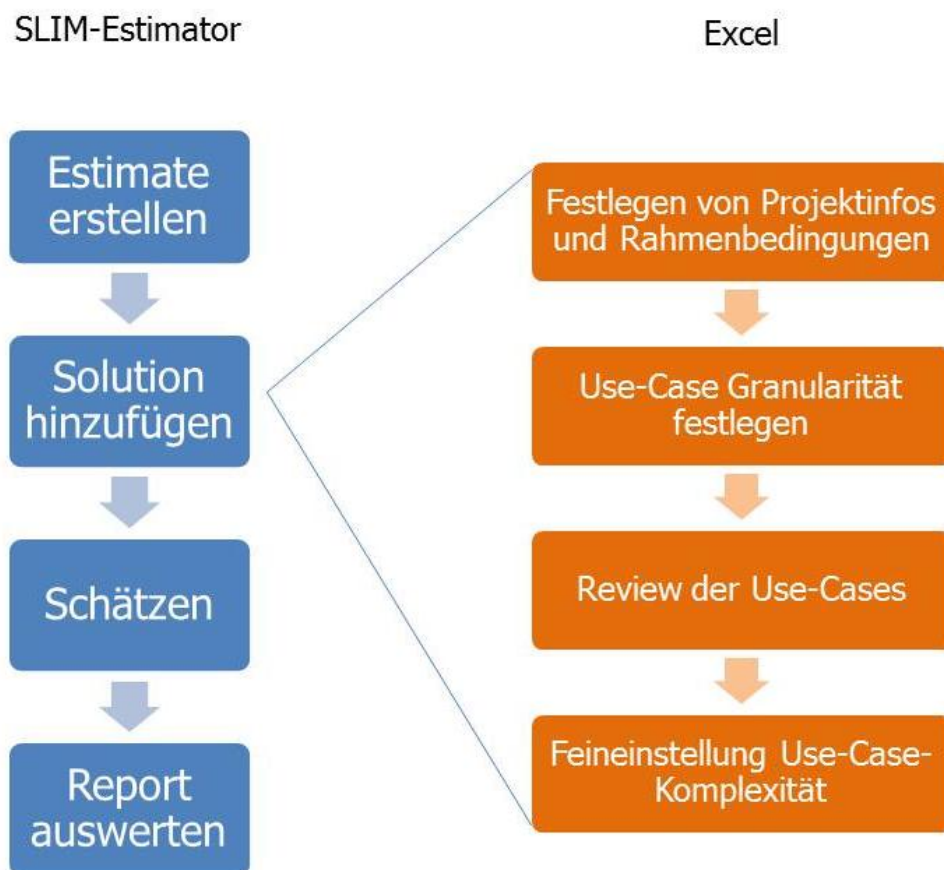 SLIM-Estimator
Excel
Estimate
erstellen
Solution
hinzufügen
Schätzen
Report
auswerten
Festlegen von Projektinfos
und Rahmenbedingungen
Use-Case Granularität
festlegen
Review der Use-Cases
Feineinstellung Use-Case-
Komplexität